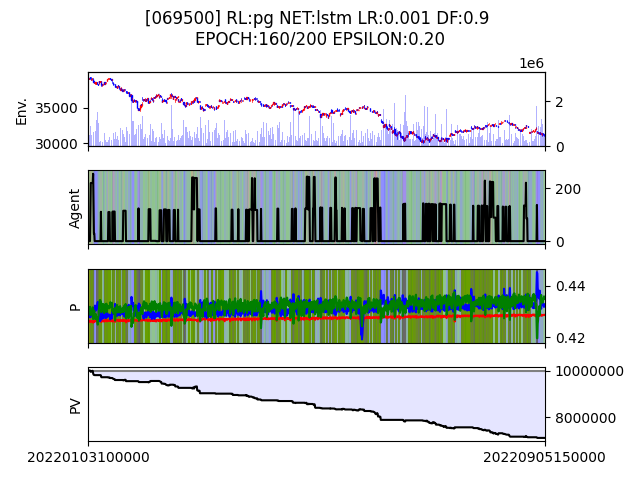 [069500] RL:pg NET:lstm LR:0.001 DF:0.9
EPOCH:160/200 EPSILON:0.20
1e6
Env.
35000
30000
2
0
Agent
200
0
P
0.44
0.42
PV
10000000
8000000
20220103100000
20220905150000